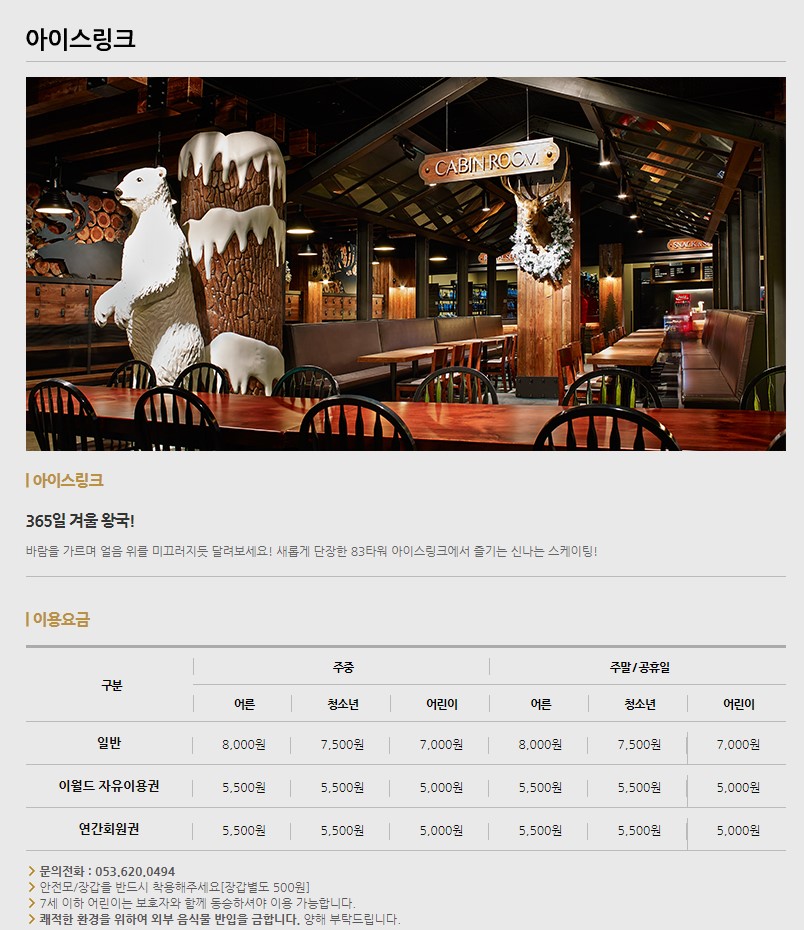 아이스링크
CABIN ROOM.
SNACK
| 아이스링크
365일 겨울 왕국!
바람을 가르며 얼음 위를 미끄러지듯 달려보세요! 새롭게 단장한 83타워 아이스링크에서 즐기는 신나는 스케이팅!
| 이용요금
구분 주중 주말 / 공휴일
어른 청소년 어린이 어른 청소년 어린이
일반 8,000원 7,500원 7,000원 8,000원 7,500원 7,000원
이월드 자유이용권 5,500원 5,500원 5,000원 5,500원 5,500원 5,000원
연간회원권 5,500원 5,500원 5,000원 5,500원 5,500원 5,000원
> 문의전화 : 053.620.0494
> 안전모/장갑을 반드시 착용해주세요[장갑별도 500원]
> 7세 이하 어린이는 보호자와 함께 동승하셔야 이용 가능합니다.
> 쾌적한 환경을 위하여 외부 음식물 반입을 금합니다. 양해 부탁드립니다.